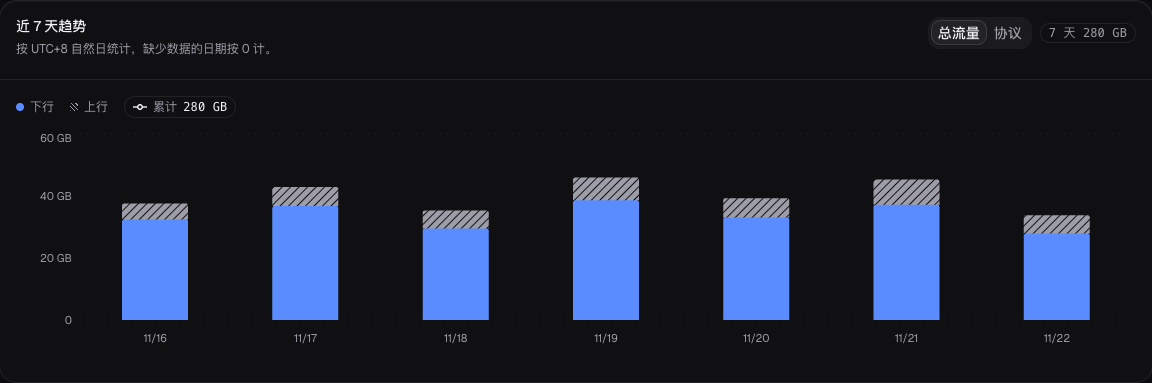 近 7 天趋势
按 UTC+8 自然日统计，缺少数据的日期按 0 计。
总流量 协议 7 天 280 GB
下行 上行 累计 280 GB
60 GB
40 GB
20 GB
0
11/16 11/17 11/18 11/19 11/20 11/21 11/22